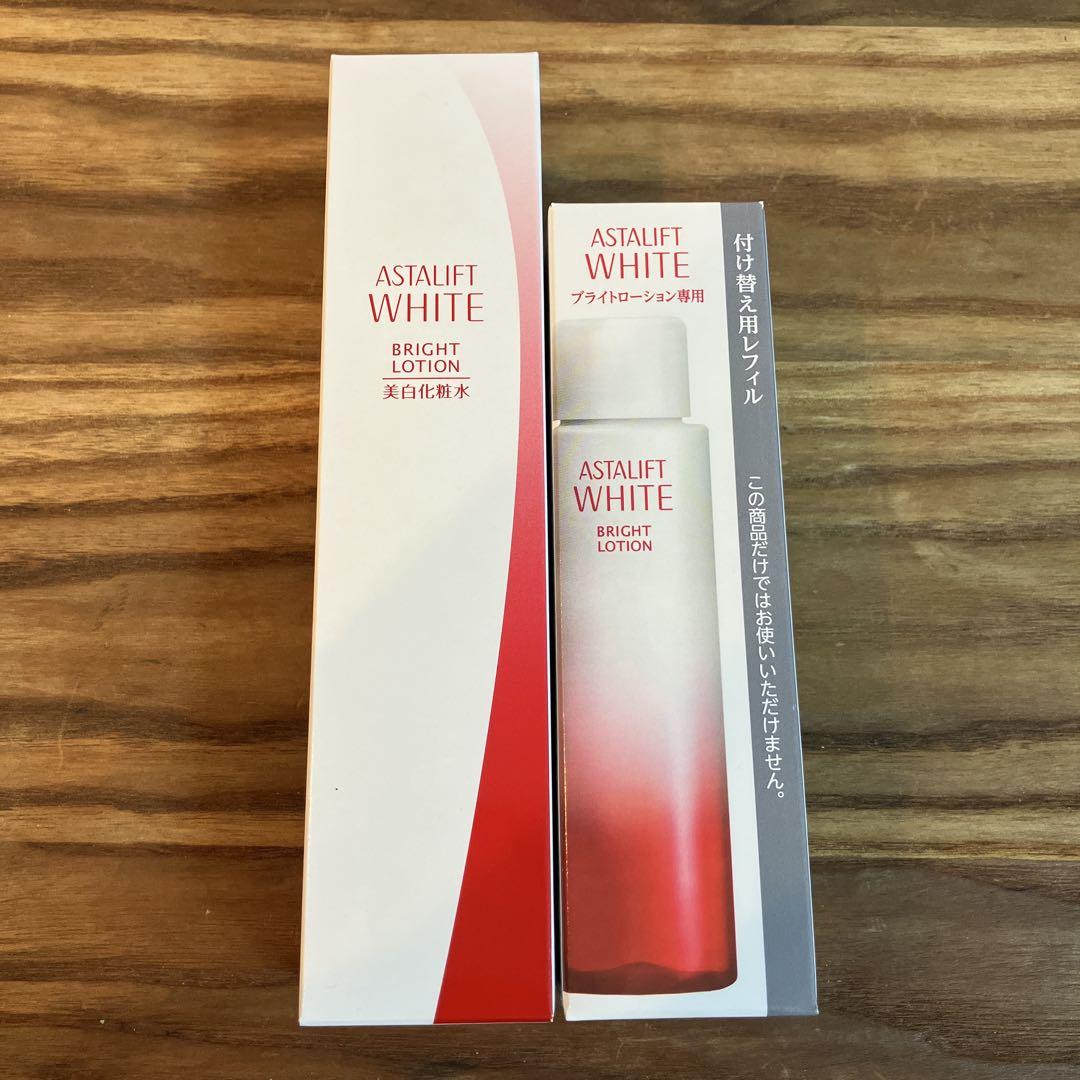 ASTALIFT
WHITE
BRIGHT
LOTION
美白化粧水
ASTALIFT
WHITE
ブライトローション専用
ASTALIFT
WHITE
BRIGHT
LOTION
付け替え用レフィル
この商品だけではお使いいただけません。